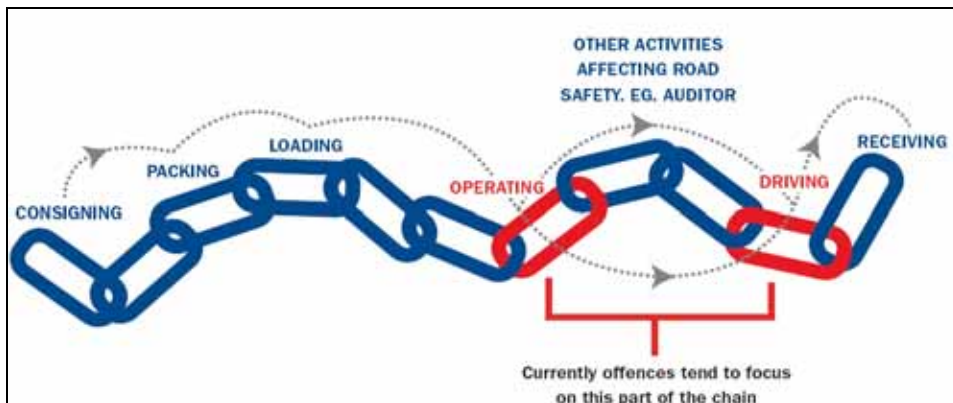 CONSIGNING
PACKING
LOADING
OPERATING
OTHER ACTIVITIES
AFFECTING ROAD
SAFETY. EG. AUDITOR
DRIVING
RECEIVING
Currently offences tend to focus
on this part of the chain